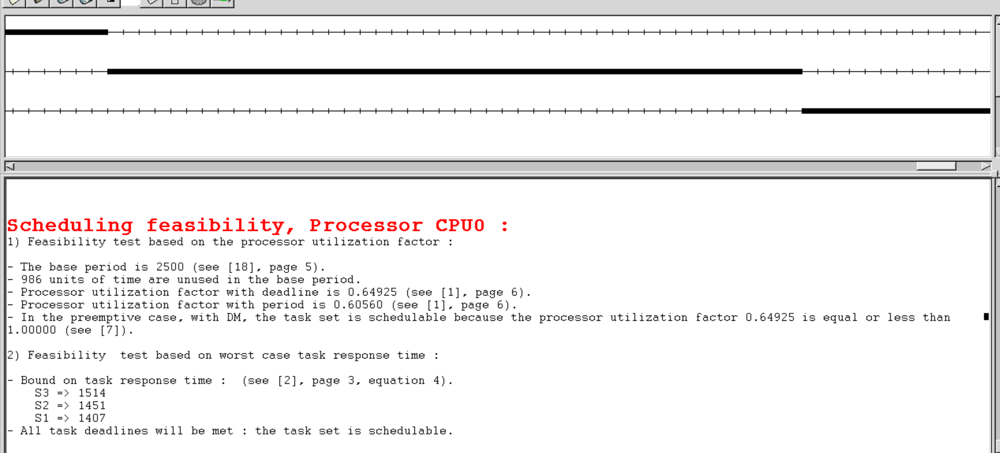 Scheduling feasibility, Processor CPU0 :
1) Feasibility test based on the processor utilization factor :
- The base period is 2500 (see [18], page 5).
- 986 units of time are unused in the base period.
- Processor utilization factor with deadline is 0.64925 (see [1], page 6).
- Processor utilization factor with period is 0.60560 (see [1], page 6).
- In the preemptive case, with DM, the task set is schedulable because the processor utilization factor 0.64925 is equal or less than
1.00000 (see [7]).
2) Feasibility  test based on worst case task response time :
- Bound on task response time :  (see [2], page 3, equation 4).
S3 => 1514
S2 => 1451
S1 => 1407
- All task deadlines will be met : the task set is schedulable.